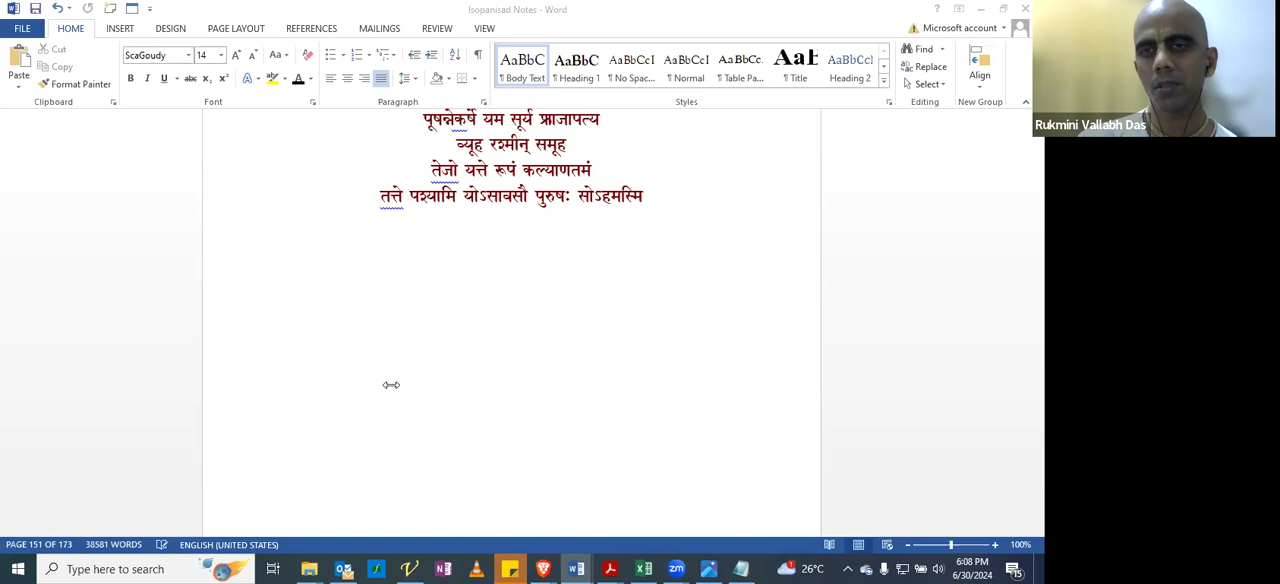 Isopanisad Notes - Word
FILE HOME INSERT DESIGN PAGE LAYOUT REFERENCES MAILINGS REVIEW VIEW Microsoft account
Paste
Cut
Copy
Format Painter
Clipboard
ScaGoudy 14
Font
Paragraph
AaBbC AaBbCc AaBbCcI AaBbCcI AaBbCc. AaBl AaBbCcl
¶ Body Text ¶ Heading 1 ¶ No Spac... ¶ Normal ¶ Table Pa... ¶ Title Heading 2
Styles
Find
Replace
Select
Editing
Align
New Group
Rukmini Vallabh Das
पूषन्नेकर्षे यम सूर्य प्राजापत्य
व्यूह रश्मीन् समूह
तेजो यत्ते रूपं कल्याणतमं
तत्ते पश्यामि योऽसावसौ पुरुषः सोऽहमस्मि
PAGE 151 OF 173 38581 WORDS ENGLISH (UNITED STATES) 100%
Type here to search
26°C
6:08 PM
6/30/2024
15